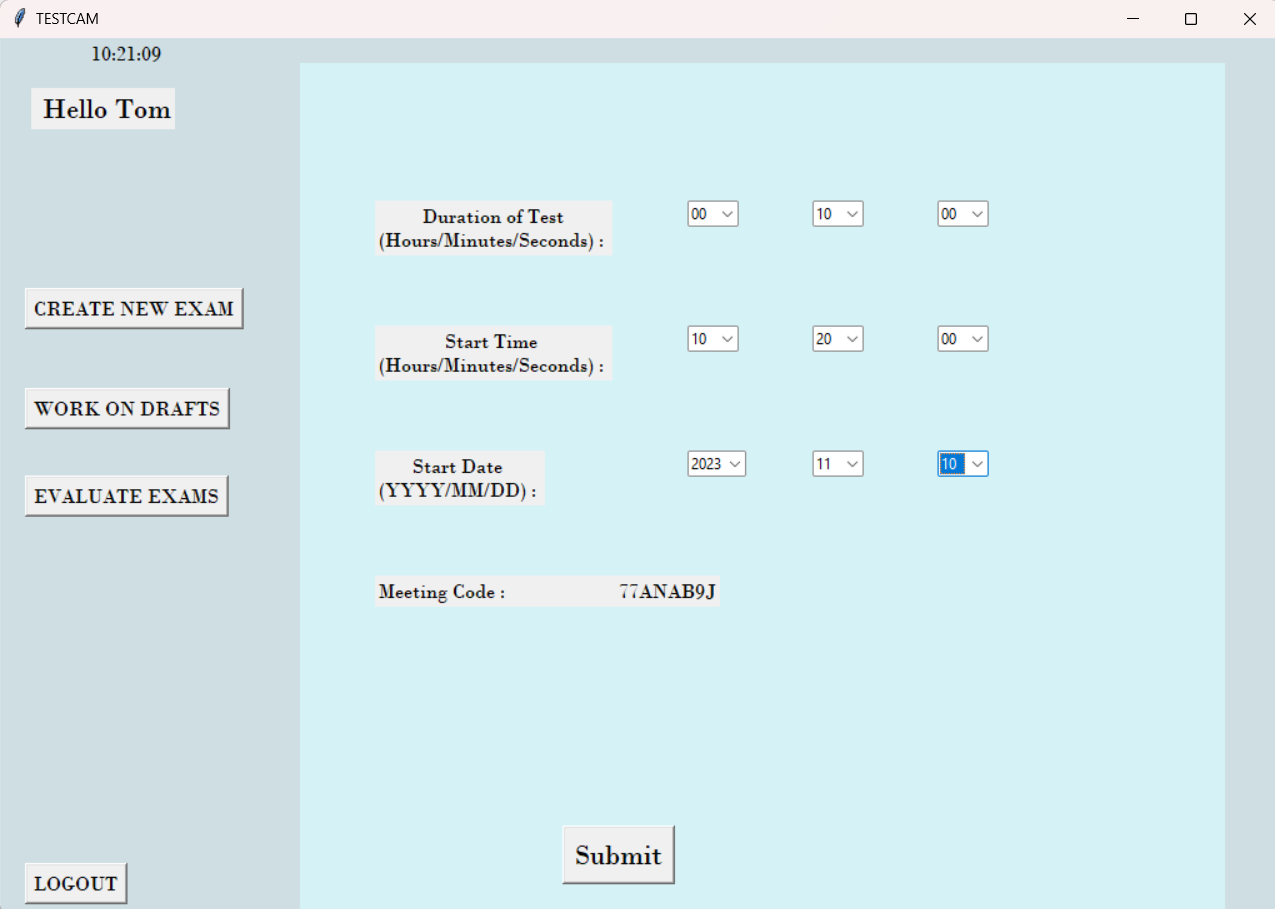 TESTCAM
10:21:09
Hello Tom
Duration of Test
(Hours/Minutes/Seconds) :
00 10 00
CREATE NEW EXAM
Start Time
(Hours/Minutes/Seconds) :
10 20 00
WORK ON DRAFTS
Start Date
(YYYY/MM/DD) :
2023 11 10
EVALUATE EXAMS
Meeting Code : 77ANAB9J
Submit
LOGOUT